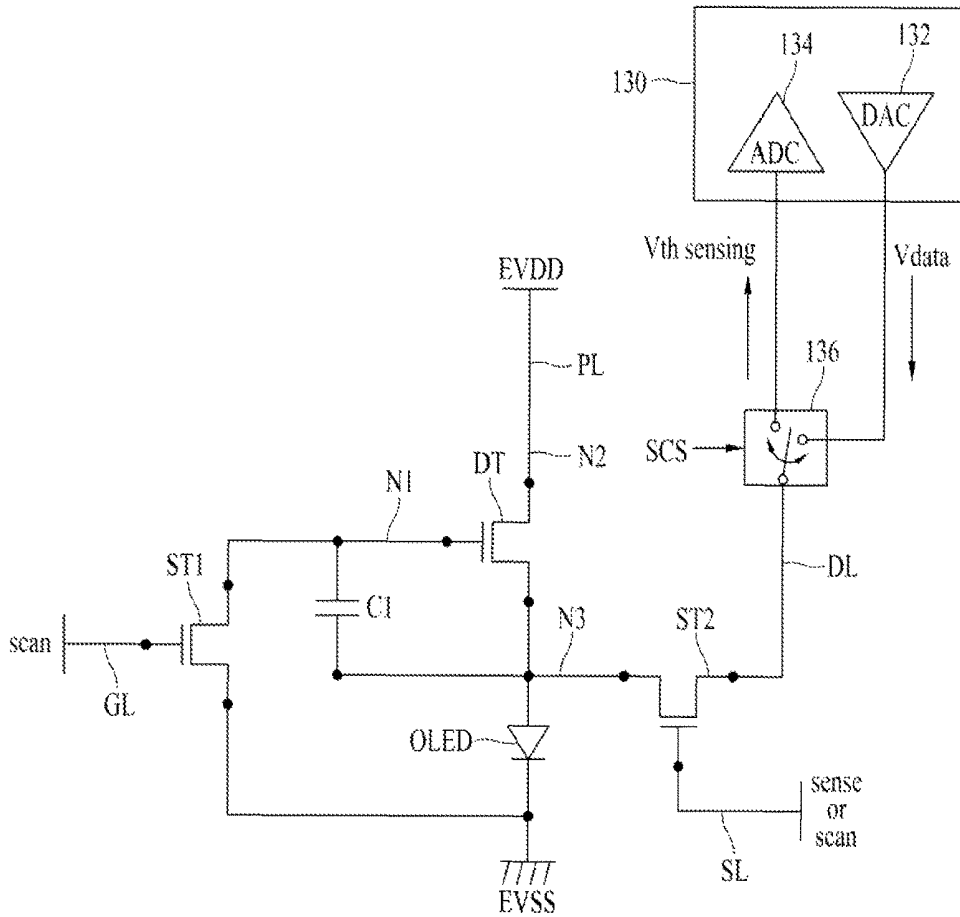 134
132
130
DAC
ADC
Vth sensing
Vdata
EVDD
PL
136
SCS
N2
DT
N1
ST1
DL
C1
N3
ST2
scan
GL
OLED
sense
or
scan
SL
EVSS